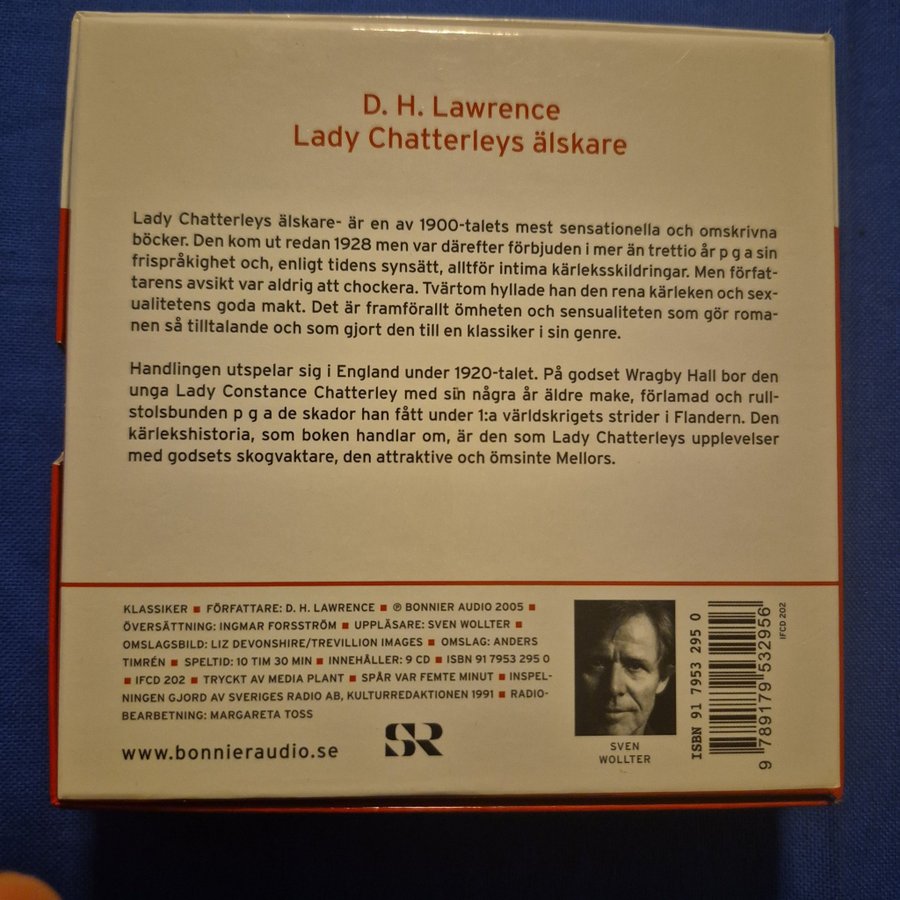 D. H. Lawrence
Lady Chatterleys älskare
Lady Chatterleys älskare- är en av 1900-talets mest sensationella och omskrivna
böcker. Den kom ut redan 1928 men var därefter förbjuden i mer än trettio år p g a sin
frispråkighet och, enligt tidens synsätt, alltför intima kärleksskildringar. Men författ-
tarens avsikt var aldrig att chockera. Tvärtom hyllade han den rena kärleken och sex-
ualitetens goda makt. Det är framförallt ömheten och sensualiteten som gör roma-
nen så tilltalande och som gjort den till en klassiker i sin genre.
Handlingen utspelar sig i England under 1920-talet. På godset Wragby Hall bor den
unga Lady Constance Chatterley med sin några år äldre make, förlamad och rull-
stolsbunden p g a de skador han fått under 1:a världskrigets strider i Flandern. Den
kärlekshistoria, som boken handlar om, är den som Lady Chatterleys upplevelser
med godsets skogvaktare, den attraktive och ömsinte Mellors.
KLASSIKER ■ FÖRFATTARE: D. H. LAWRENCE ■ ℗ BONNIER AUDIO 2005 ■
ÖVERSÄTTNING: INGMAR FORSSTRÖM ■ UPPLÄSARE: SVEN WOLLTER ■
OMSLAGSBILD: LIZ DEVONSHIRE/TREVILLION IMAGES ■ OMSLAG: ANDERS
TIMRÉN ■ SPELTID: 10 TIM 30 MIN ■ INNEHÅLLER: 9 CD ■ ISBN 91 7953 295 0
■ IFCD 202 ■ TRYCKT AV MEDIA PLANT ■ SPÅR VAR FEMTE MINUT ■ INSPEL-
NINGEN GJORD AV SVERIGES RADIO AB, KULTURREDAKTIONEN 1991 ■ RADIO-
BEARBETNING: MARGARETA TOSS
www.bonnieraudio.se
SR
SVEN
WOLLTER
ISBN 91 7953 295 0
9 789179 532956
IFCD 202